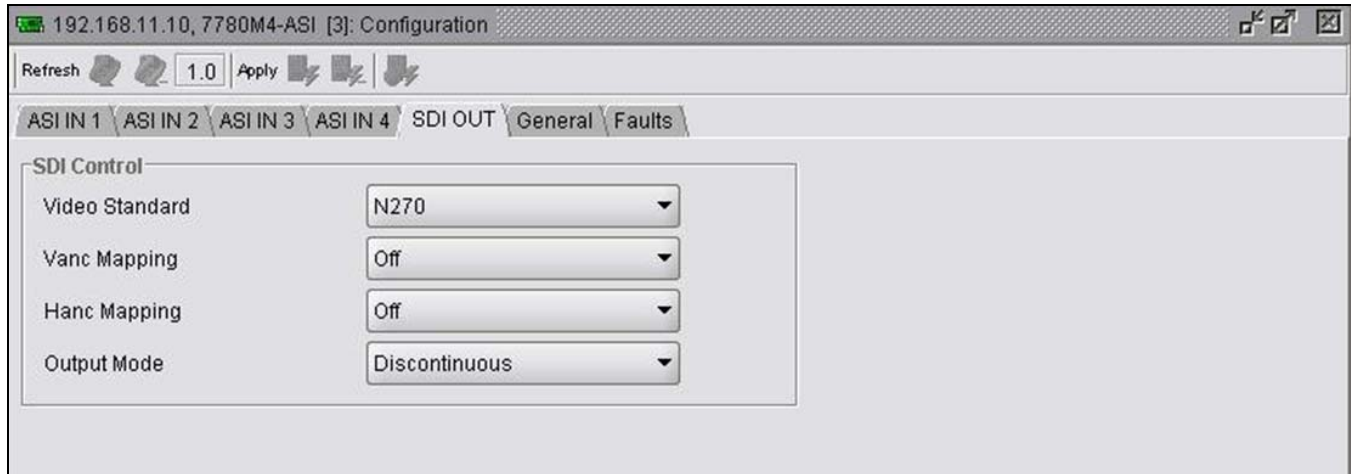 192.168.11.10, 7780M4-ASI [3]: Configuration
Refresh 1.0 Apply
ASI IN 1 ASI IN 2 ASI IN 3 ASI IN 4 SDI OUT General Faults
SDI Control
Video Standard N270
Vanc Mapping Off
Hanc Mapping Off
Output Mode Discontinuous